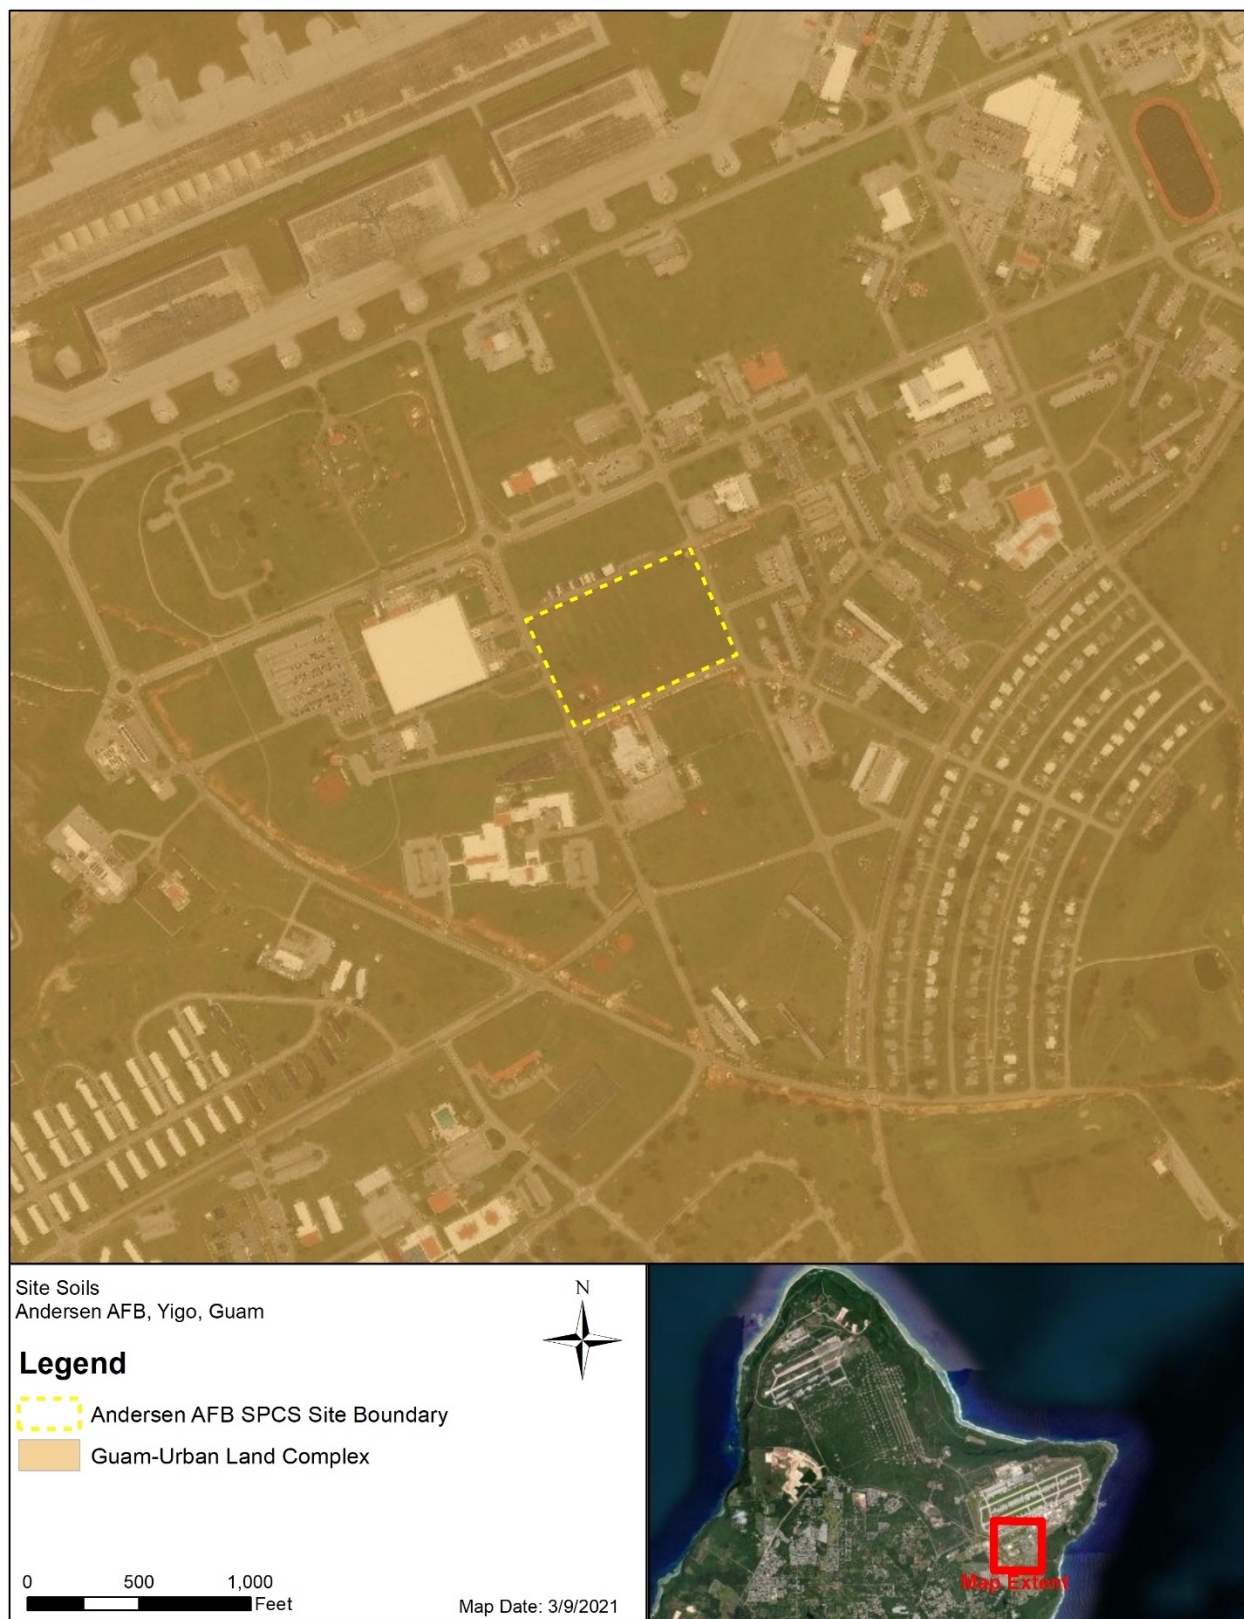 Site Soils
Andersen AFB, Yigo, Guam
N
Legend
Andersen AFB SPCS Site Boundary
Guam-Urban Land Complex
0 500 1,000
Feet
Map Date: 3/9/2021
Map Extent